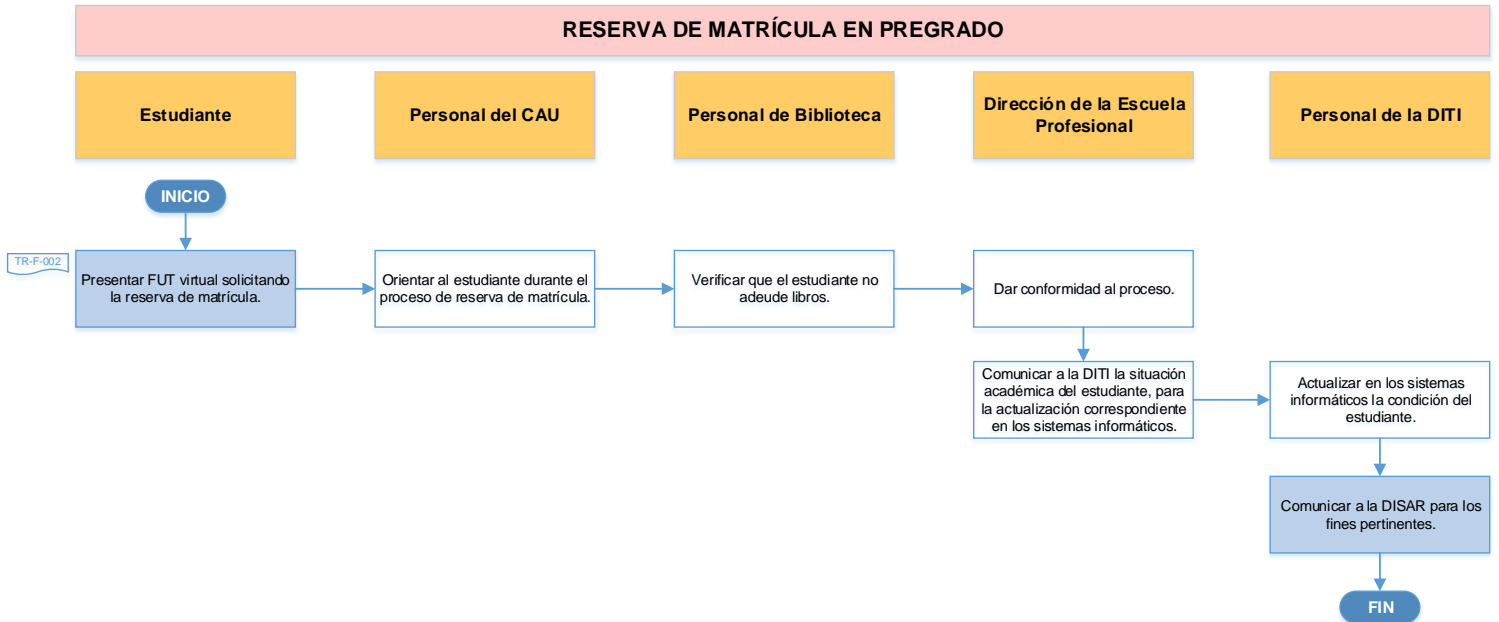 RESERVA DE MATRÍCULA EN PREGRADO
Estudiante
Personal del CAU
Personal de Biblioteca
Dirección de la Escuela
Profesional
Personal de la DITI
INICIO
TR-F-002
Presentar FUT virtual solicitando
la reserva de matrícula.
Orientar al estudiante durante el
proceso de reserva de matrícula.
Verificar que el estudiante no
adeude libros.
Dar conformidad al proceso.
Comunicar a la DITI la situación
académica del estudiante, para
la actualización correspondiente
en los sistemas informáticos.
Actualizar en los sistemas
informáticos la condición del
estudiante.
Comunicar a la DISAR para los
fines pertinentes.
FIN